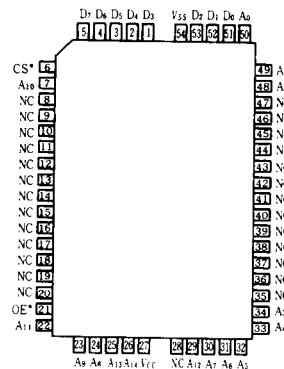 D₇ D₆ D₅ D₄ D₃ V_SS D₂ D₁ D₀ A₀
5 4 3 2 1 54 53 52 51 50
CS* 6
A₁₀ 7
NC 8
NC 9
NC 10
NC 11
NC 12
NC 13
NC 14
NC 15
NC 16
NC 17
NC 18
NC 19
NC 20
OE* 21
A₁₁ 22
49 A
48 A
47
46
45
44
43
42
41
40
39
38
37
36
35
34 A
33 A
23 24 25 26 27 28 29 30 31 32
A₉ A₈ A₁₃ A₁₄ V_CC NC A₁₂ A₇ A₆ A₅